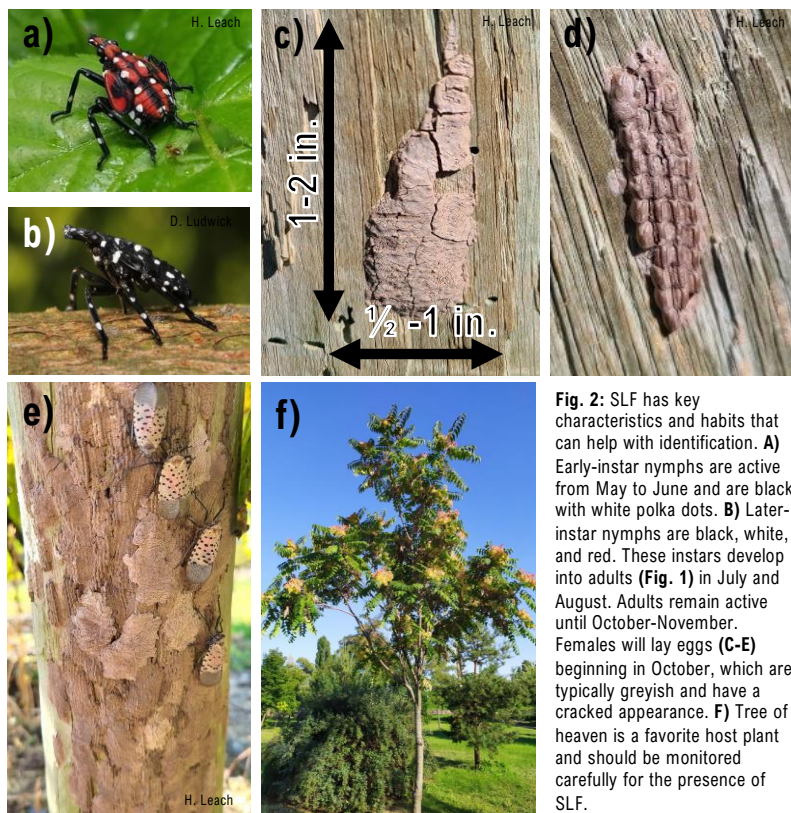 a)
H. Leach
b)
D. Ludwick
c)
H. Leach
1-2 in.
½ -1 in.
d)
H. Leach
e)
H. Leach
f)
Fig. 2: SLF has key
characteristics and habits that
can help with identification. A)
Early-instar nymphs are active
from May to June and are black
with white polka dots. B) Later-
instar nymphs are black, white,
and red. These instars develop
into adults (Fig. 1) in July and
August. Adults remain active
until October-November.
Females will lay eggs (C-E)
beginning in October, which are
typically greyish and have a
cracked appearance. F) Tree of
heaven is a favorite host plant
and should be monitored
carefully for the presence of
SLF.